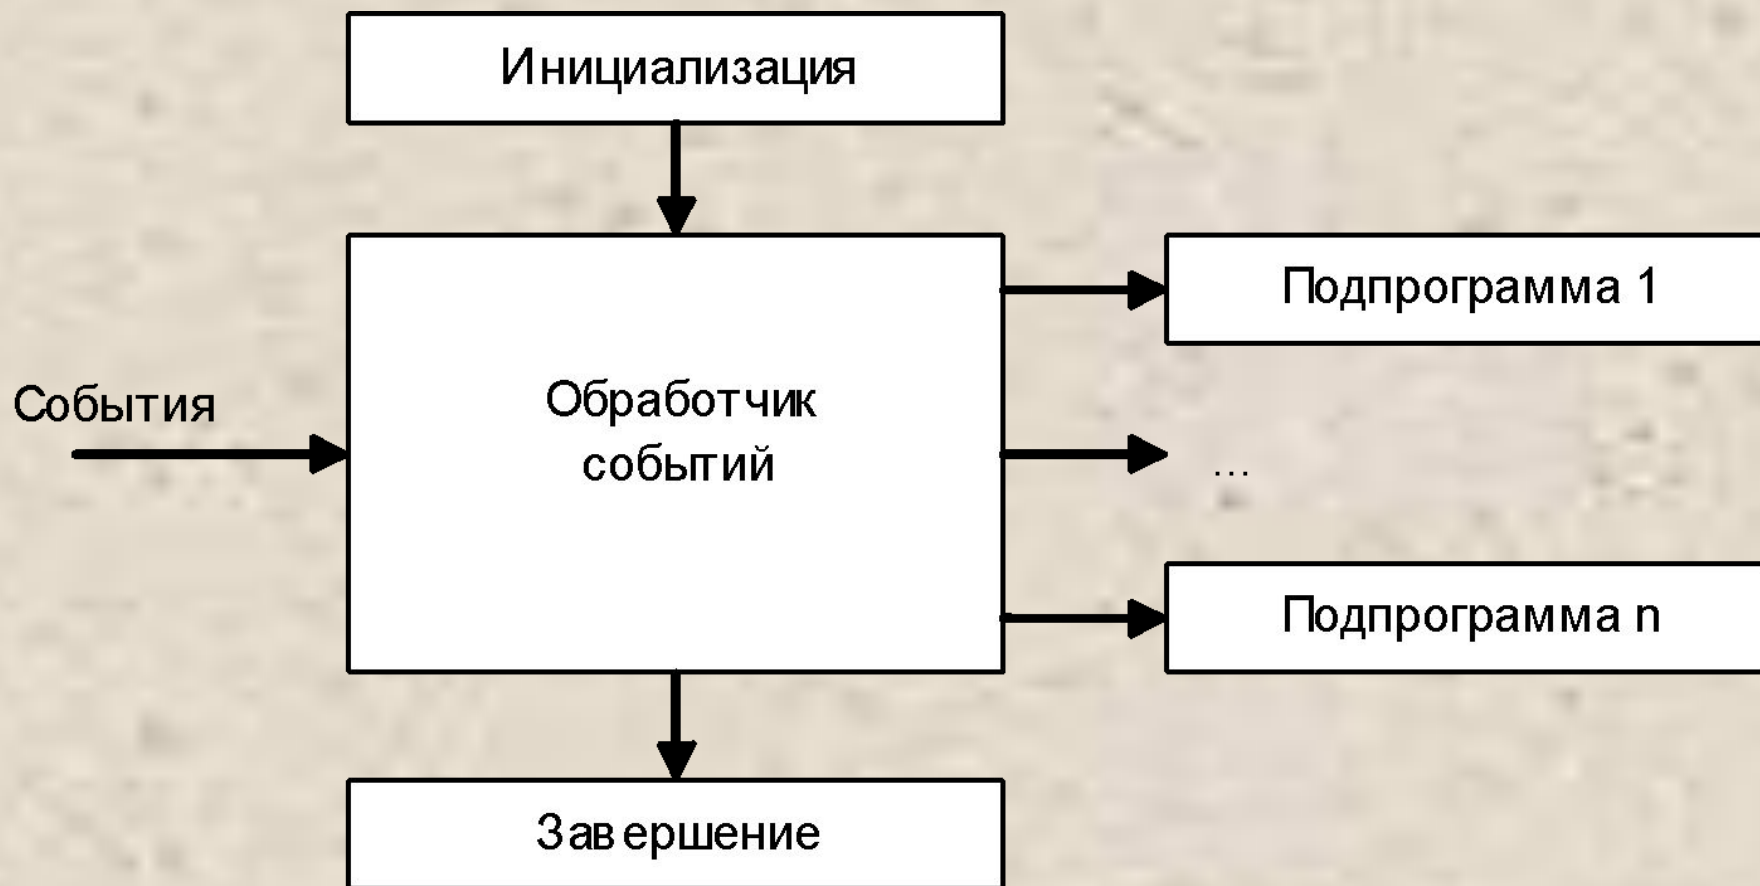 Инициализация
Подпрограмма 1
События
Обработчик
событий
...
Подпрограмма n
Завершение